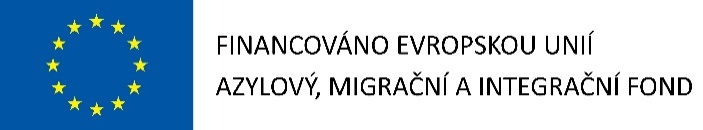 FINANCOVÁNO EVROPSKOU UNIÍ
AZYLOVÝ, MIGRAČNÍ A INTEGRAČNÍ FOND